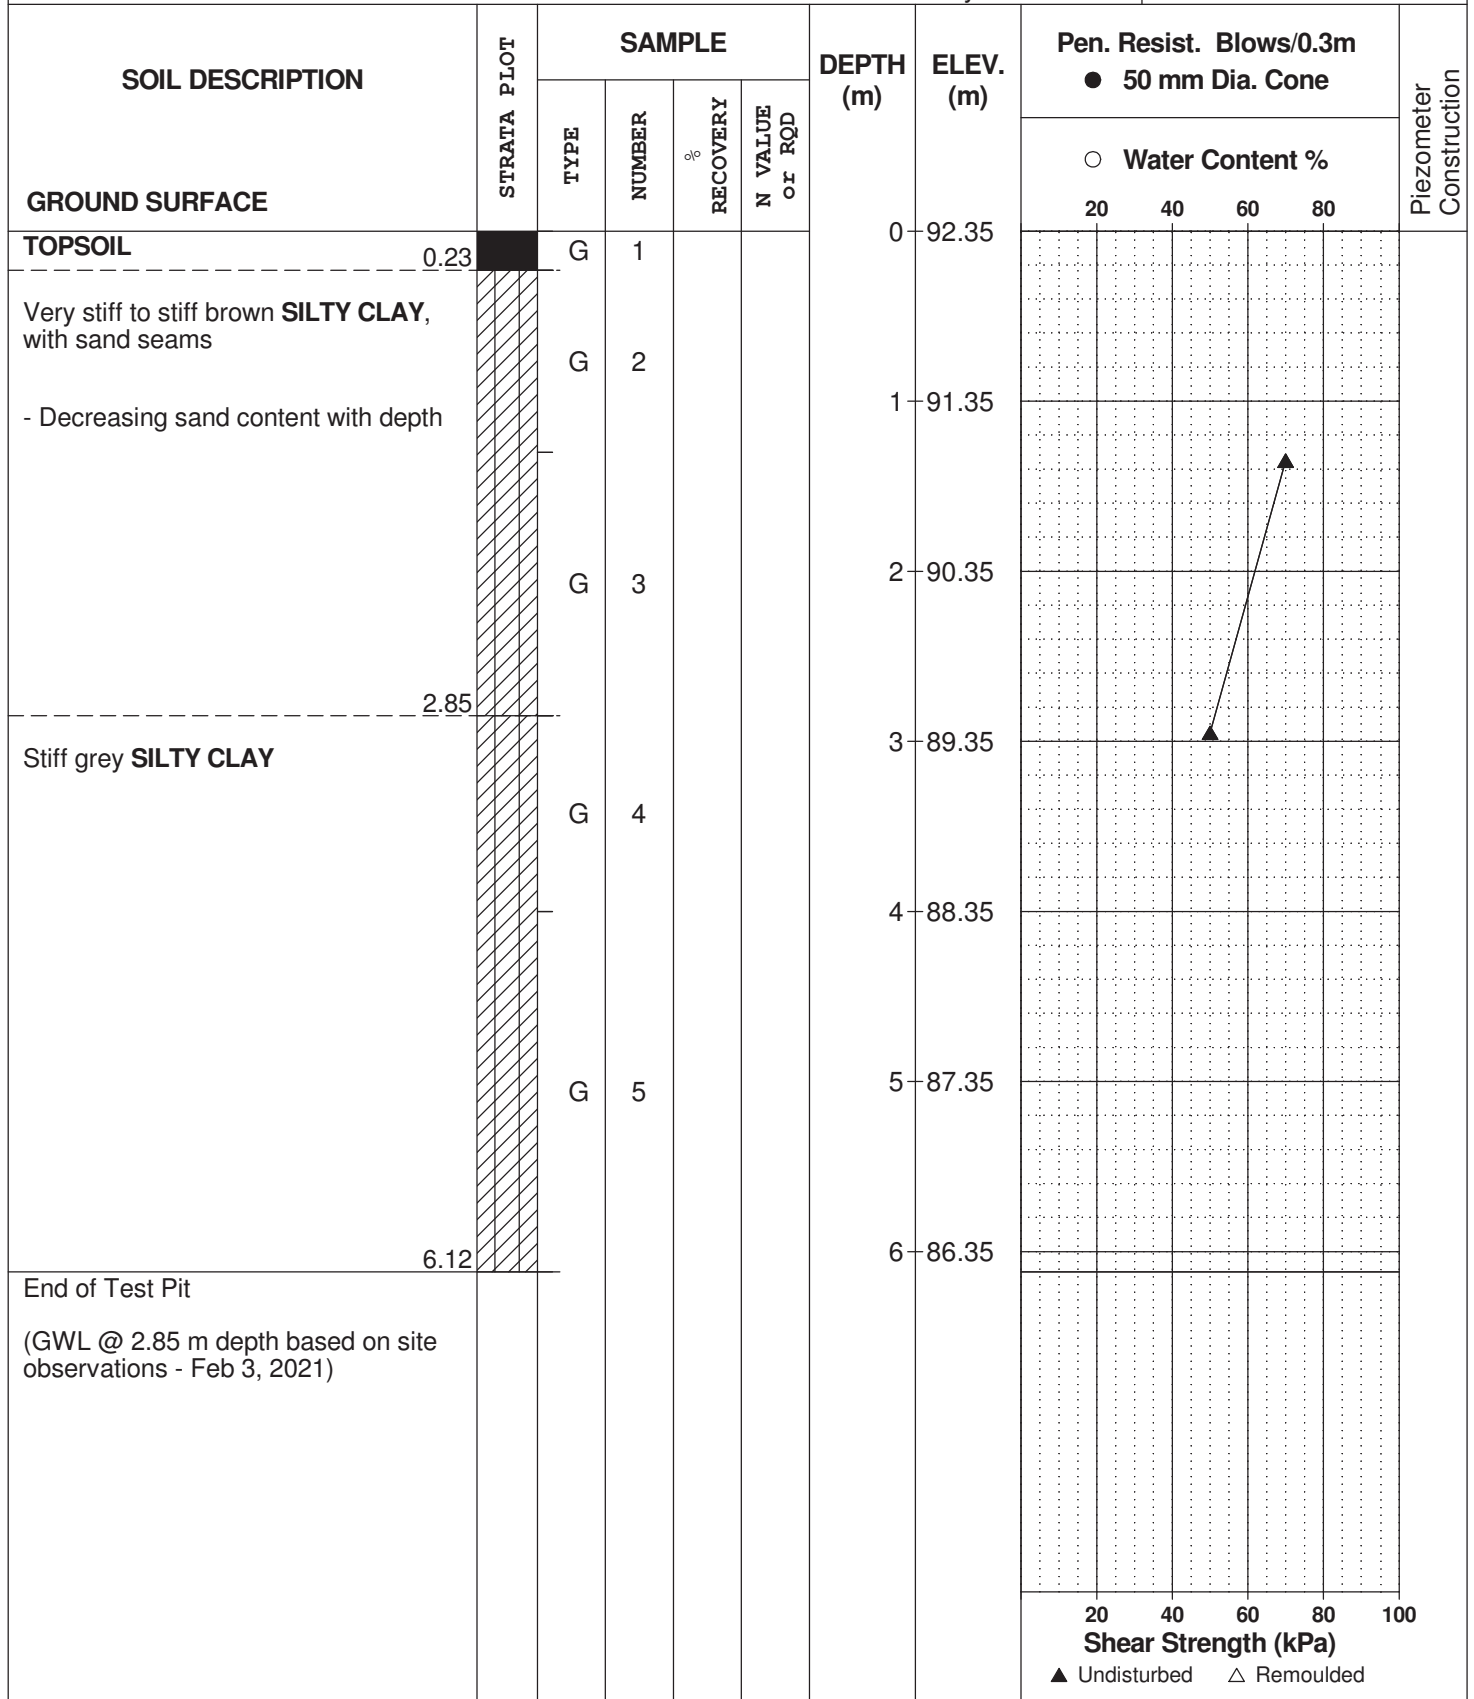 SOIL DESCRIPTION
GROUND SURFACE
STRATA PLOT
SAMPLE
TYPE
NUMBER
%
RECOVERY
N VALUE
or RQD
DEPTH
(m)
ELEV.
(m)
Pen. Resist. Blows/0.3m
● 50 mm Dia. Cone
○ Water Content %
20 40 60 80
Piezometer
Construction
TOPSOIL
0.23
G 1
0 92.35
Very stiff to stiff brown SILTY CLAY,
with sand seams
G 2
- Decreasing sand content with depth
1 91.35
G 3
2 90.35
2.85
Stiff grey SILTY CLAY
3 89.35
G 4
4 88.35
G 5
5 87.35
6.12
6 86.35
End of Test Pit
(GWL @ 2.85 m depth based on site
observations - Feb 3, 2021)
20 40 60 80 100
Shear Strength (kPa)
▲ Undisturbed △ Remoulded